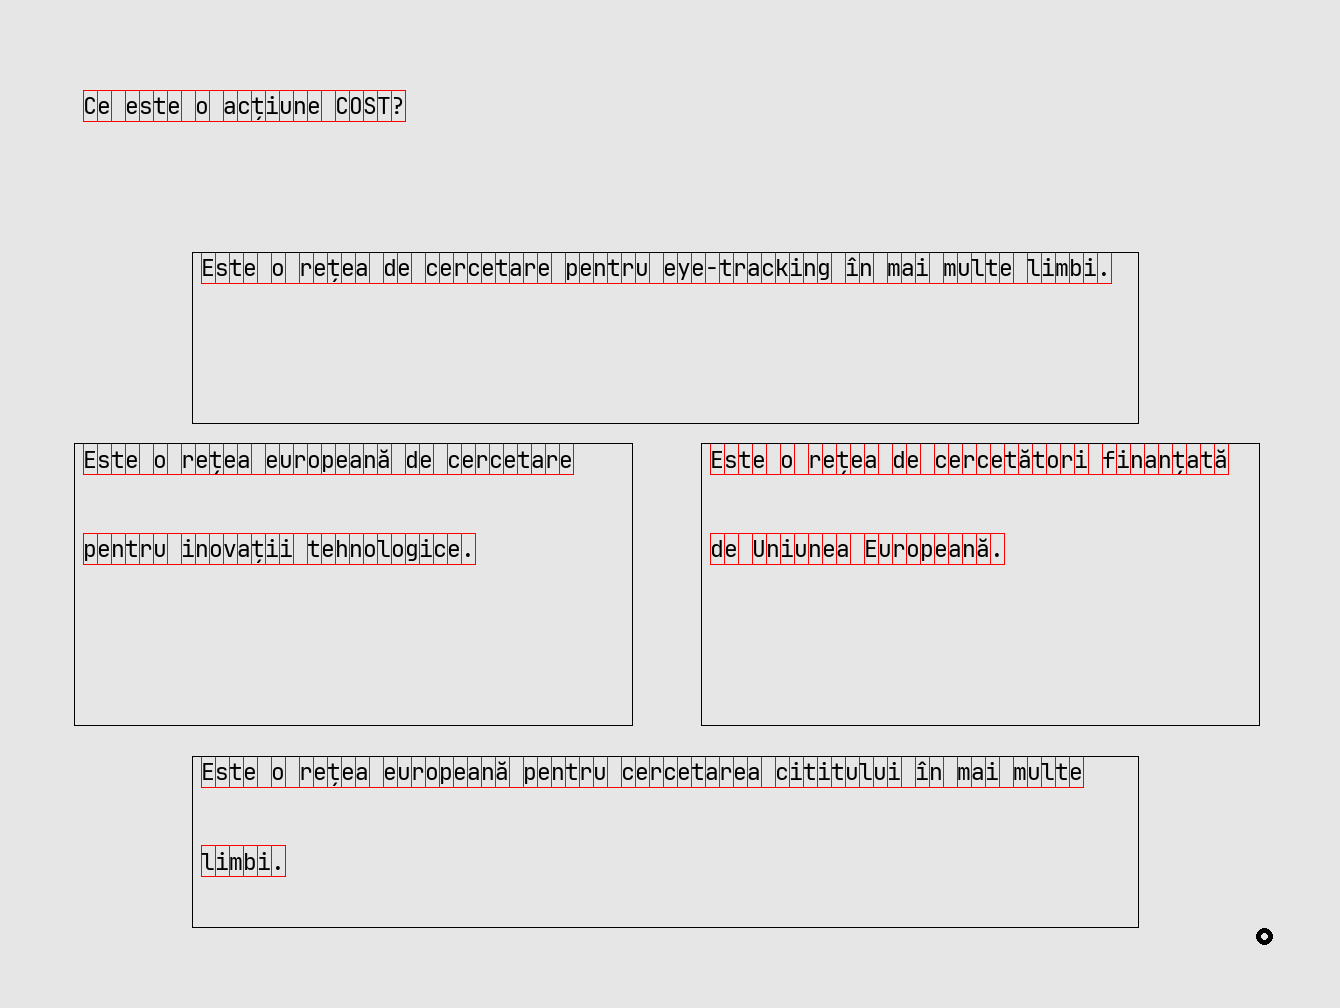 Ce este o acțiune COST?
Este o rețea de cercetare pentru eye-tracking în mai multe limbi.
Este o rețea europeană de cercetare
pentru inovații tehnologice.
Este o rețea de cercetători finanțată
de Uniunea Europeană.
Este o rețea europeană pentru cercetarea cititului în mai multe
limbi.